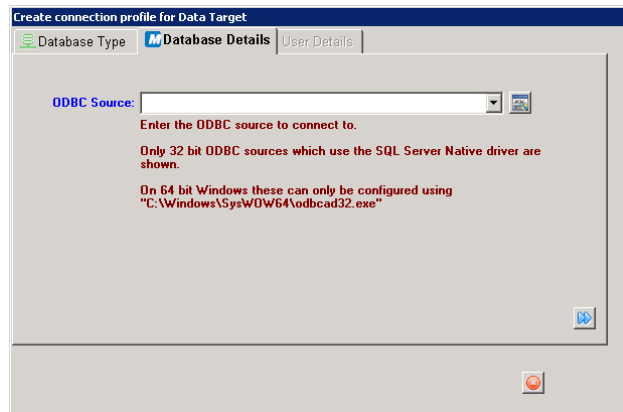 Create connection profile for Data Target
Database Type
M Database Details
User Details
ODBC Source:
Enter the ODBC source to connect to.
Only 32 bit ODBC sources which use the SQL Server Native driver are
shown.
On 64 bit Windows these can only be configured using
"C:\Windows\SysWOW64\odbcad32.exe"